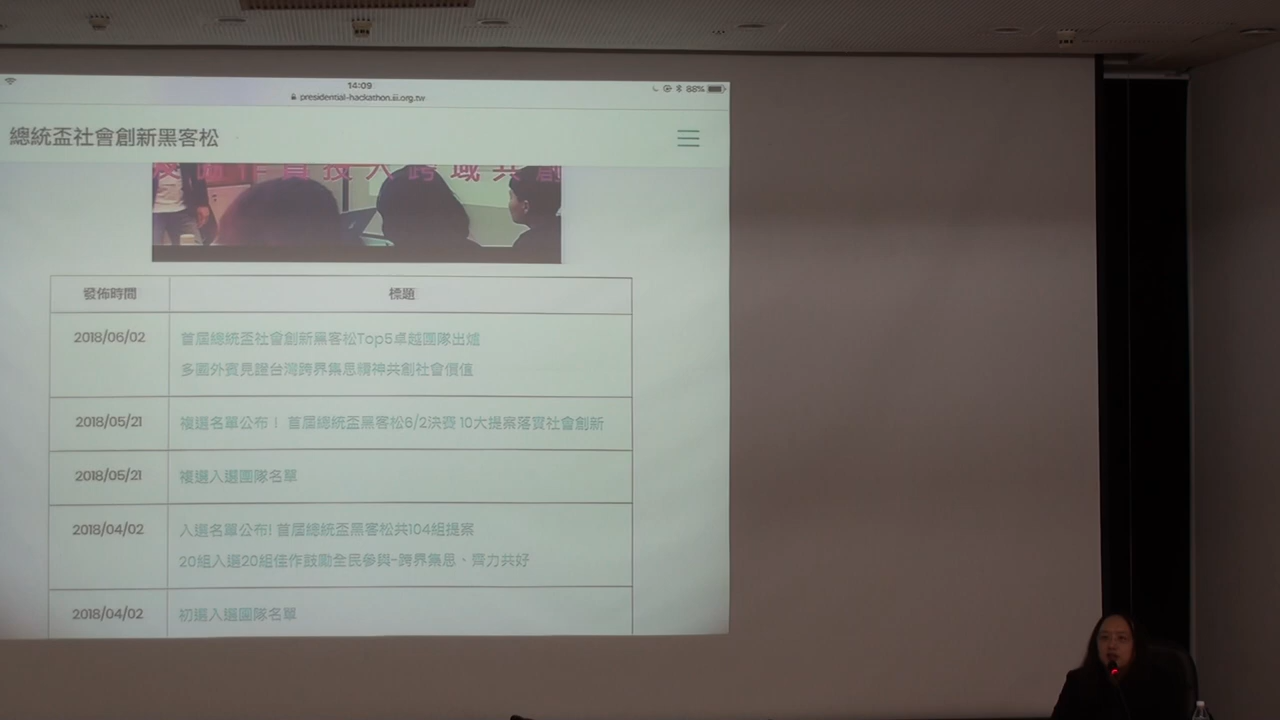 14:09
88%
presidential-hackathon.iii.org.tw
總統盃社會創新黑客松
作員投入跨域共創
發佈時間 標題
2018/06/02 首屆總統盃社會創新黑客松Top5卓越團隊出爐
多國外賓見證台灣跨界集思精神共創社會價值
2018/05/21 複選名單公布! 首屆總統盃黑客松6/2決賽 10大提案落實社會創新
2018/05/21 複選入選團隊名單
2018/04/02 入選名單公布! 首屆總統盃黑客松共104組提案
20組入選20組佳作鼓勵全民參與-跨界集思、齊力共好
2018/04/02 初選入選團隊名單